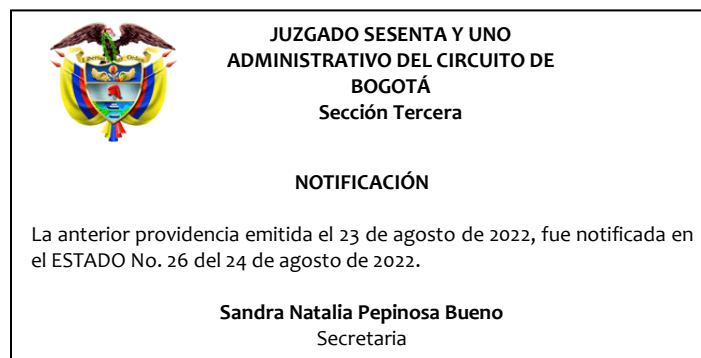 JUZGADO SESENTA Y UNO
ADMINISTRATIVO DEL CIRCUITO DE
BOGOTÁ
Sección Tercera
NOTIFICACIÓN
La anterior providencia emitida el 23 de agosto de 2022, fue notificada en
el ESTADO No. 26 del 24 de agosto de 2022.
Sandra Natalia Pepinosa Bueno
Secretaria